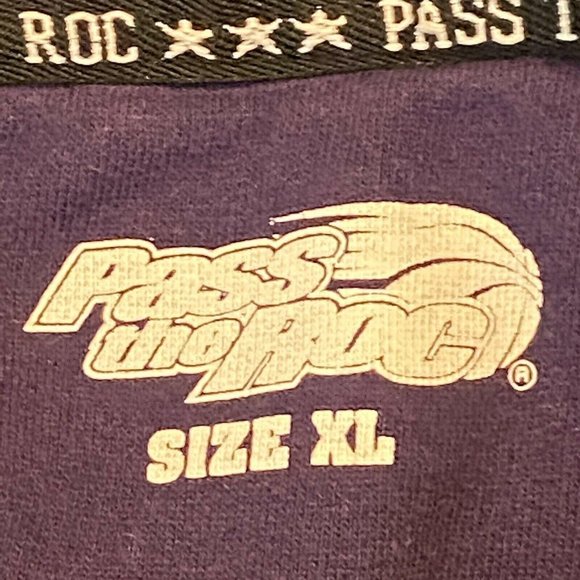 ROC ★★★ PASS
PASS
the ROC ®
SIZE XL